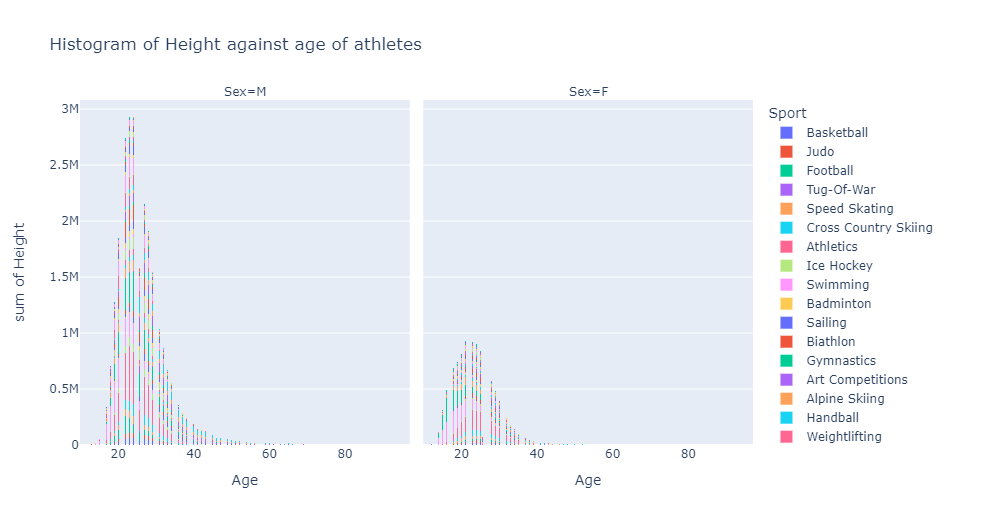 Histogram of Height against age of athletes
Sex=M
Sex=F
3M
2.5M
2M
1.5M
1M
0.5M
0
sum of Height
20
40
60
80
20
40
60
80
Age
Age
Sport
Basketball
Judo
Football
Tug-Of-War
Speed Skating
Cross Country Skiing
Athletics
Ice Hockey
Swimming
Badminton
Sailing
Biathlon
Gymnastics
Art Competitions
Alpine Skiing
Handball
Weightlifting